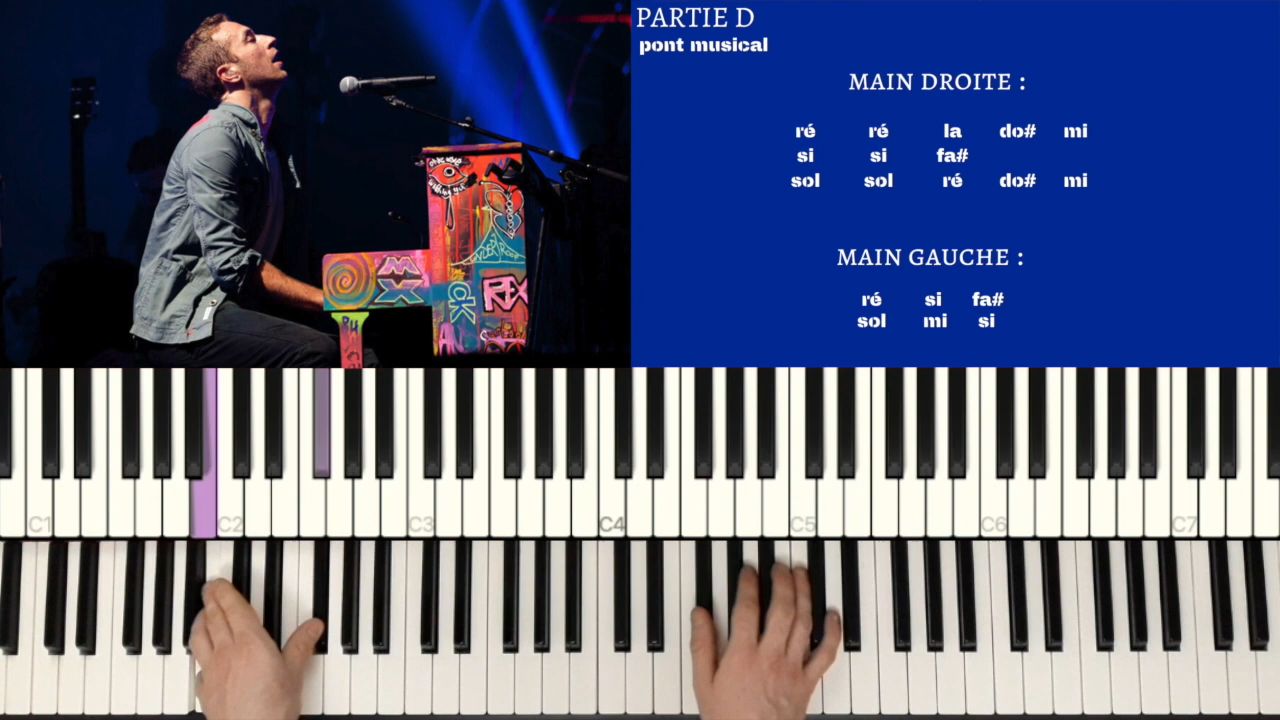 PARTIE D
pont musical
MAIN DROITE :
ré ré la do# mi
si si fa#
sol sol ré do# mi
MAIN GAUCHE :
ré si fa#
sol mi si
C1 C2 C3 C4 C5 C6 C7